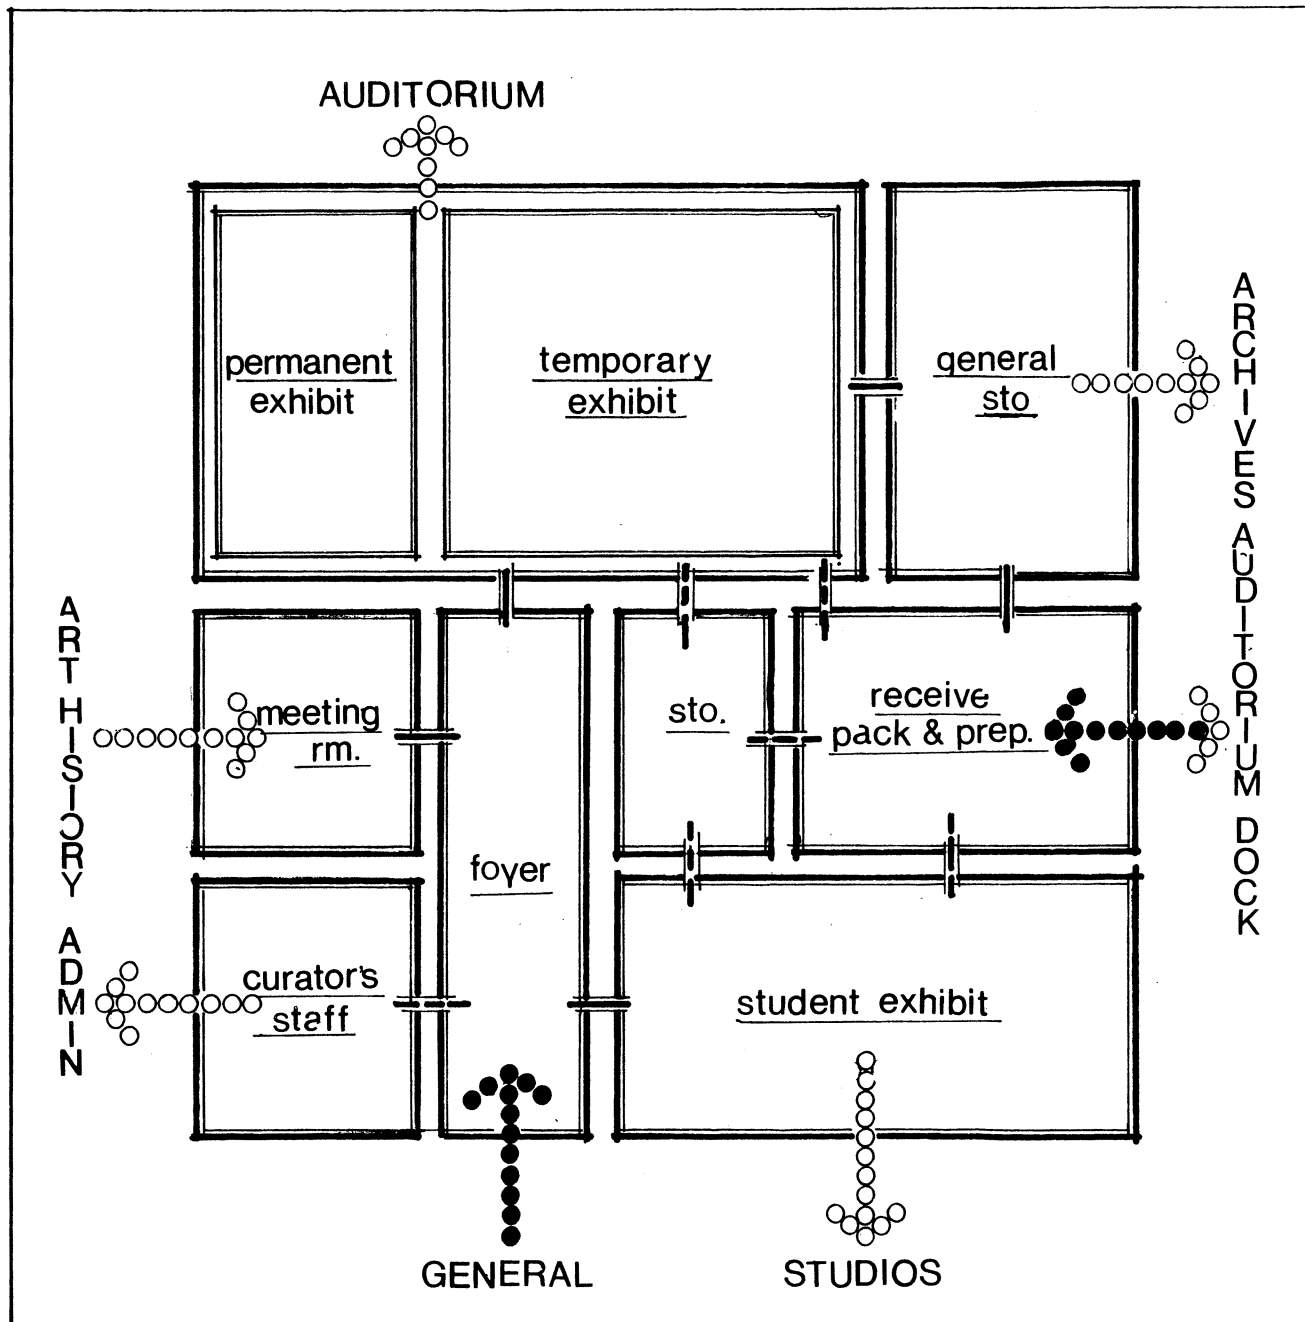 AUDITORIUM
permanent
exhibit
temporary
exhibit
general
sto
ARCHIVES AUDITORIUM DOCK
ART HISTORY ADMIN
meeting
rm.
sto.
receive
pack & prep.
foyer
curator's
staff
student exhibit
GENERAL
STUDIOS